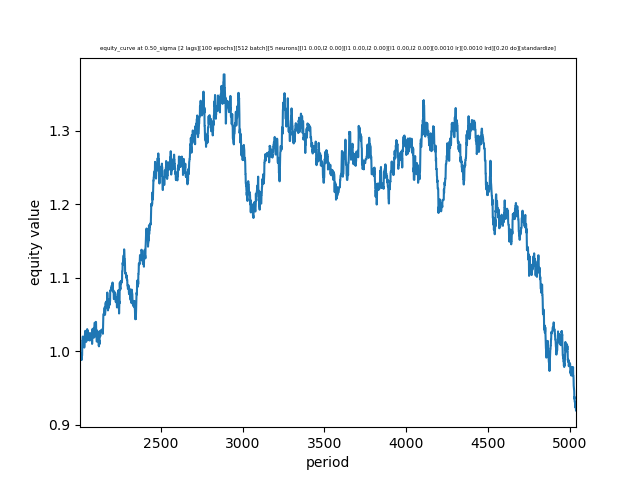 equity_curve at 0.50_sigma [2 lags][100 epochs][512 batch][5 neurons][l1 0.00,l2 0.00][l1 0.00,l2 0.00][l1 0.00,l2 0.00][0.0010 lr][0.0010 lrd][0.20 do][standardize]
1.3
1.2
1.1
1.0
0.9
equity value
2500 3000 3500 4000 4500 5000
period